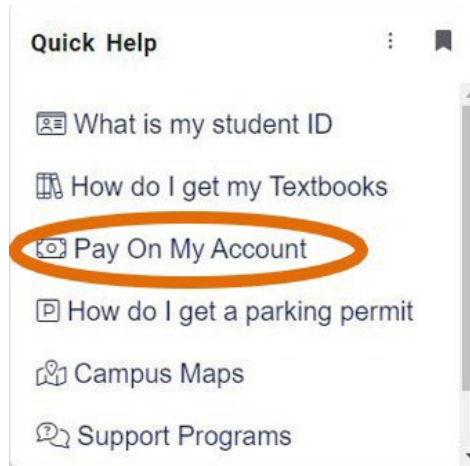 Quick Help
What is my student ID
How do I get my Textbooks
Pay On My Account
P How do I get a parking permit
Campus Maps
Support Programs